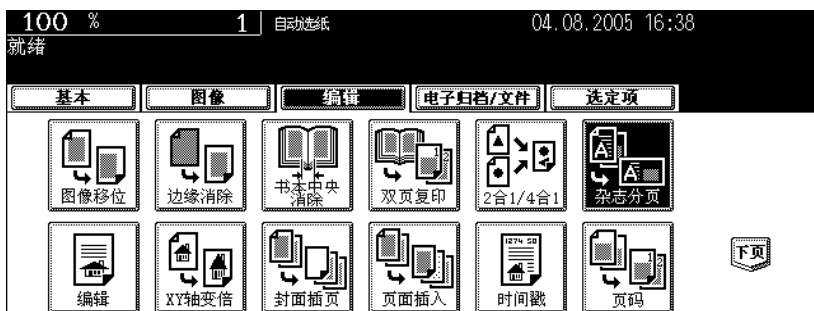 100 % 1 自动选纸 04.08.2005 16:38
就绪
基本 图像 编辑 电子归档/文件 选定项
图像移位 边缘消除 书本中央消除 双页复印 2合1/4合1 杂志分页
编辑 XY轴变倍 封面插页 页面插入 时间戳 页码
下页